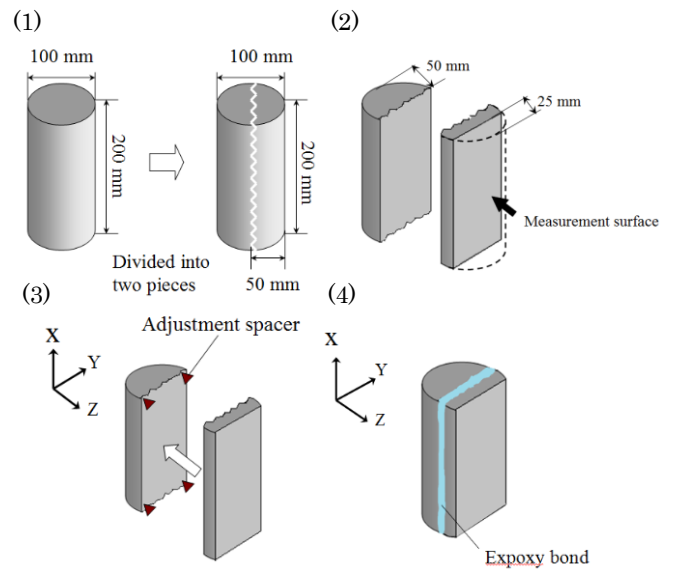 (1)
100 mm
200 mm
100 mm
200 mm
Divided into
two pieces
50 mm
(2)
50 mm
25 mm
Measurement surface
(3)
Adjustment spacer
X
Y
Z
(4)
X
Y
Z
Expoxy bond